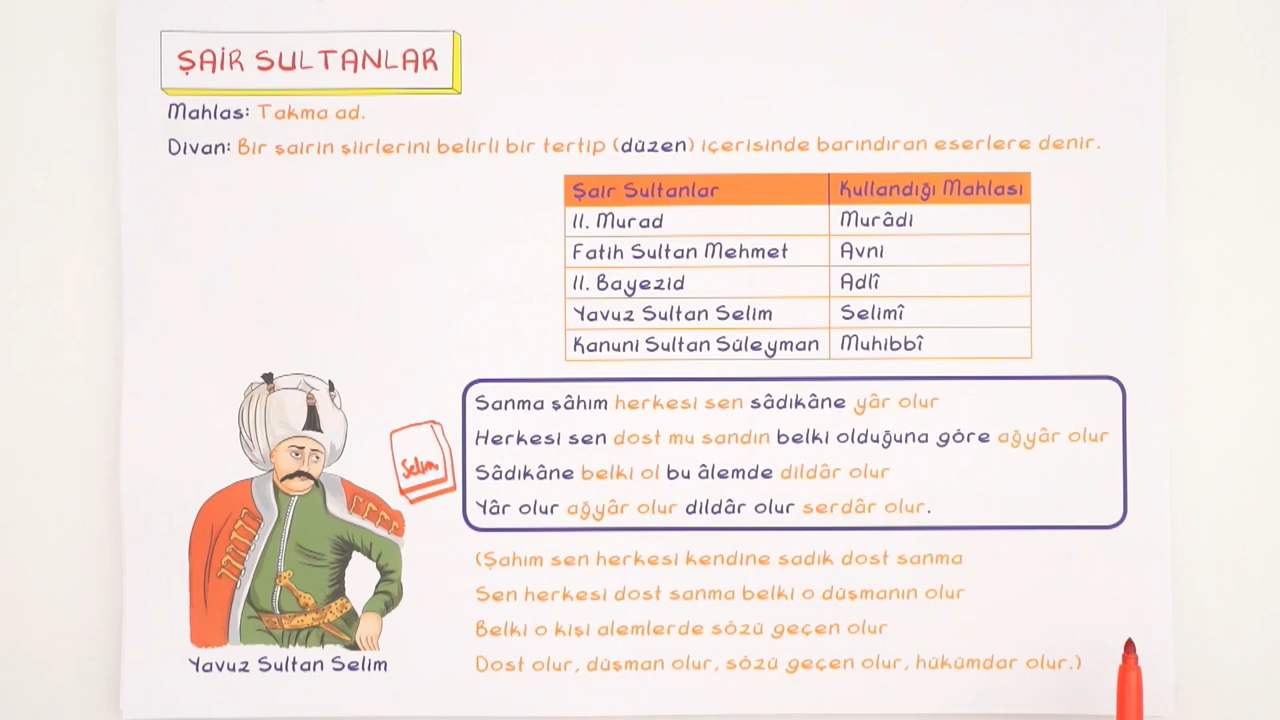 ŞAİR SULTANLAR
Mahlas: Takma ad.
Divan: Bir şairin şiirlerini belirli bir tertip (düzen) içerisinde barındıran eserlere denir.
Şair Sultanlar Kullandığı Mahlası
II. Murad Murâdi
Fatih Sultan Mehmet Avni
II. Bayezid Adlî
Yavuz Sultan Selim Selimî
Kanuni Sultan Süleyman Muhibbî
Sanma şâhım herkesi sen sâdıkâne yâr olur
Herkesi sen dost mu sandın belki olduğuna göre ağyâr olur
Sâdıkâne belki ol bu âlemde dildâr olur
Yâr olur ağyâr olur dildâr olur serdâr olur.
Selimi
(Şahım sen herkesi kendine sadık dost sanma
Sen herkesi dost sanma belki o düşmanın olur
Belki o kişi alemlerde sözü geçen olur
Dost olur, düşman olur, sözü geçen olur, hükümdar olur.)
Yavuz Sultan Selim